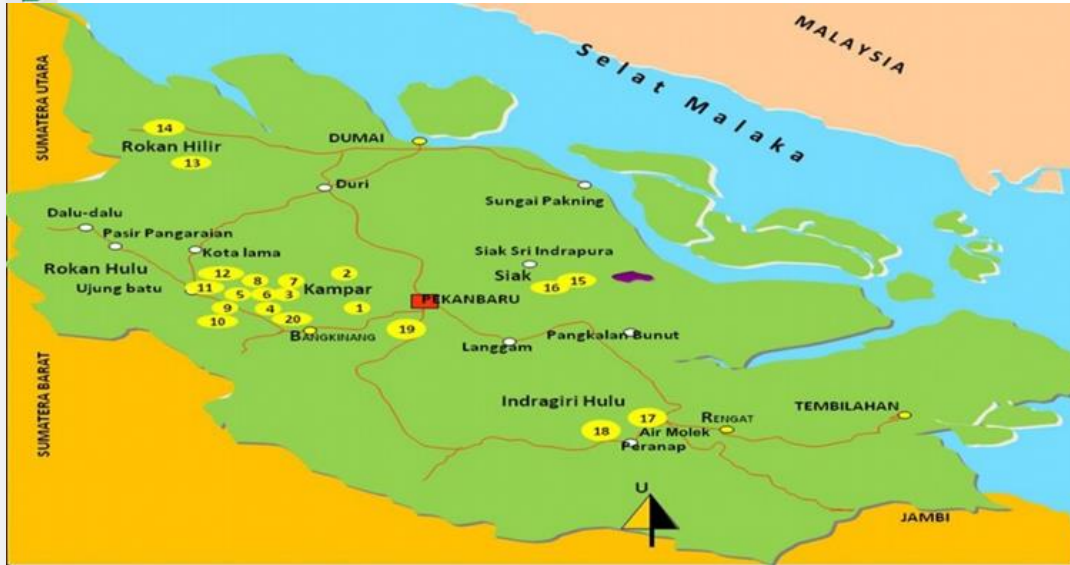 MALAYSIA
Selat Malaka
SUMATERA UTARA
14
Rokan Hilir
13
DUMAI
Duri
Sungai Pakning
Dalu-dalu
Pasir Pangaraian
Kota lama
Siak Sri Indrapura
Siak
Rokan Hulu
Ujung batu
12
8
7
2
Kampar
11
5
6
3
15
16
9
4
1
PEKANBARU
10
20
BANGKINANG
19
Langgam
Pangkalan Bunut
SUMATERA BARAT
Indragiri Hulu
17
18
Air Molek
Peranap
RENGAT
TEMBILAHAN
U
JAMBI